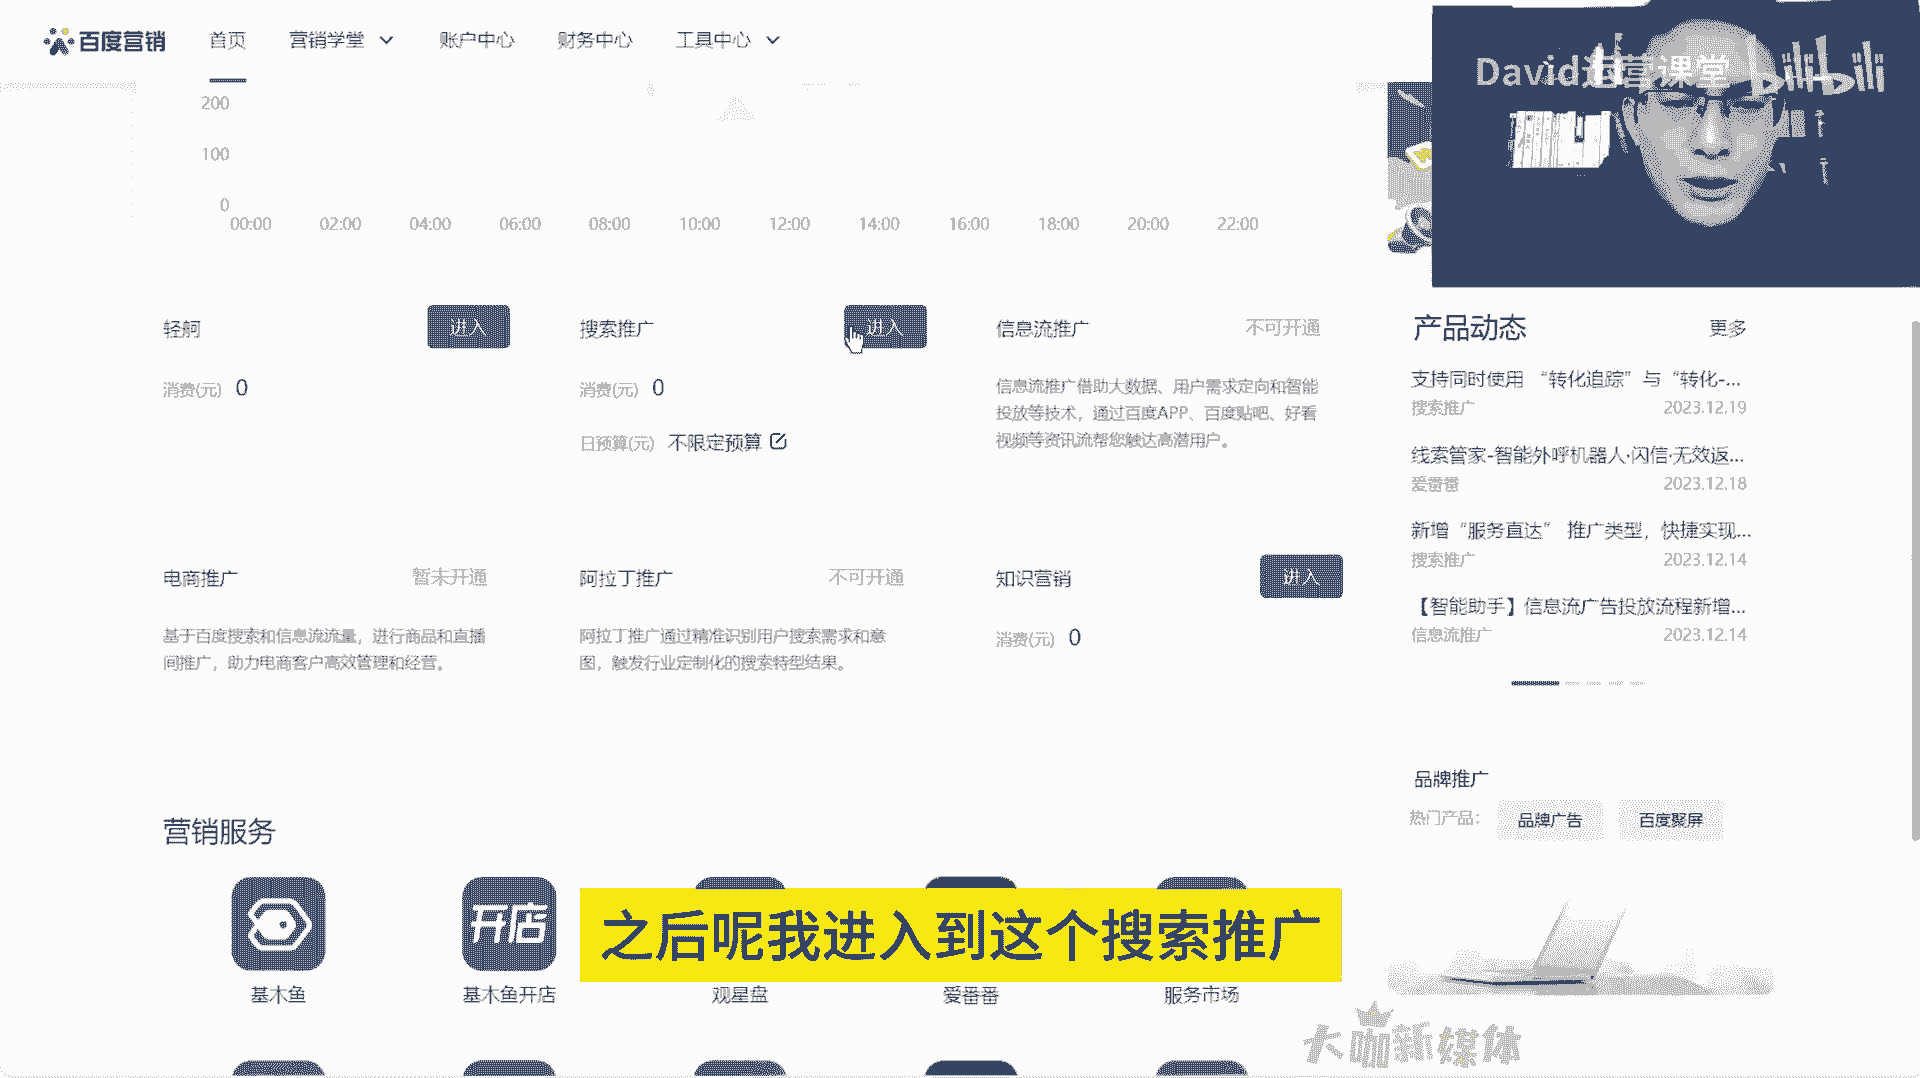 百度营销
首页
营销学堂
账户中心
财务中心
工具中心
David运营课堂
bilibili
200
100
0
00:00
02:00
04:00
06:00
08:00
10:00
12:00
14:00
16:00
18:00
20:00
22:00
轻舸
进入
消费(元) 0
搜索推广
进入
消费(元) 0
日预算(元) 不限定预算
信息流推广
不可开通
信息流推广借助大数据、用户需求定向和智能
投放等技术，通过百度APP、百度贴吧、好看
视频等资讯流帮您触达高潜用户。
电商推广
暂未开通
基于百度搜索和信息流流量，进行商品和直播
间推广，助力电商客户高效管理和经营。
阿拉丁推广
不可开通
阿拉丁推广通过精准识别用户搜索需求和意
图，触发行业定制化的搜索特型结果。
知识营销
进入
消费(元) 0
产品动态
更多
支持同时使用 “转化追踪” 与 “转化-...
搜索推广
2023.12.19
线索管家-智能外呼机器人·闪信·无效返...
爱番番
2023.12.18
新增 “服务直达” 推广类型，快捷实现...
搜索推广
2023.12.14
【智能助手】信息流广告投放流程新增...
信息流推广
2023.12.14
品牌推广
热门产品：
品牌广告
百度聚屏
营销服务
开店
基木鱼
基木鱼开店
观星盘
爱番番
服务市场
之后呢我进入到这个搜索推广
大咖新媒体